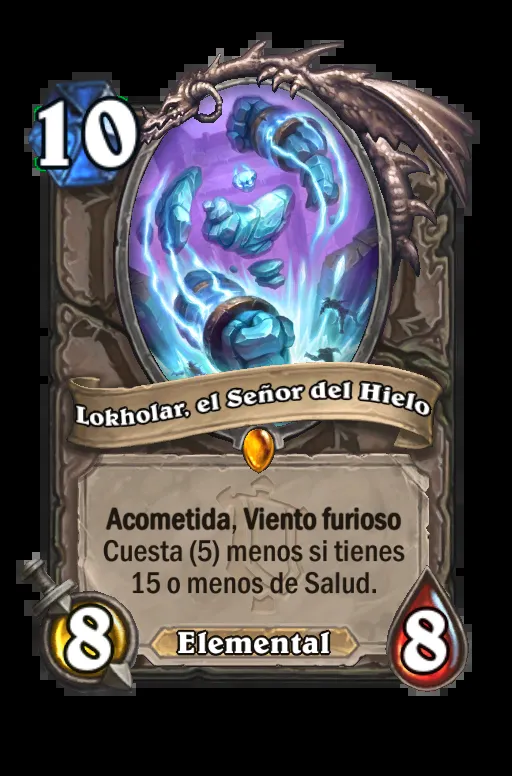 10
Lokholar, el Señor del Hielo
Acometida, Viento furioso
Cuesta (5) menos si tienes
15 o menos de Salud.
8
Elemental
8